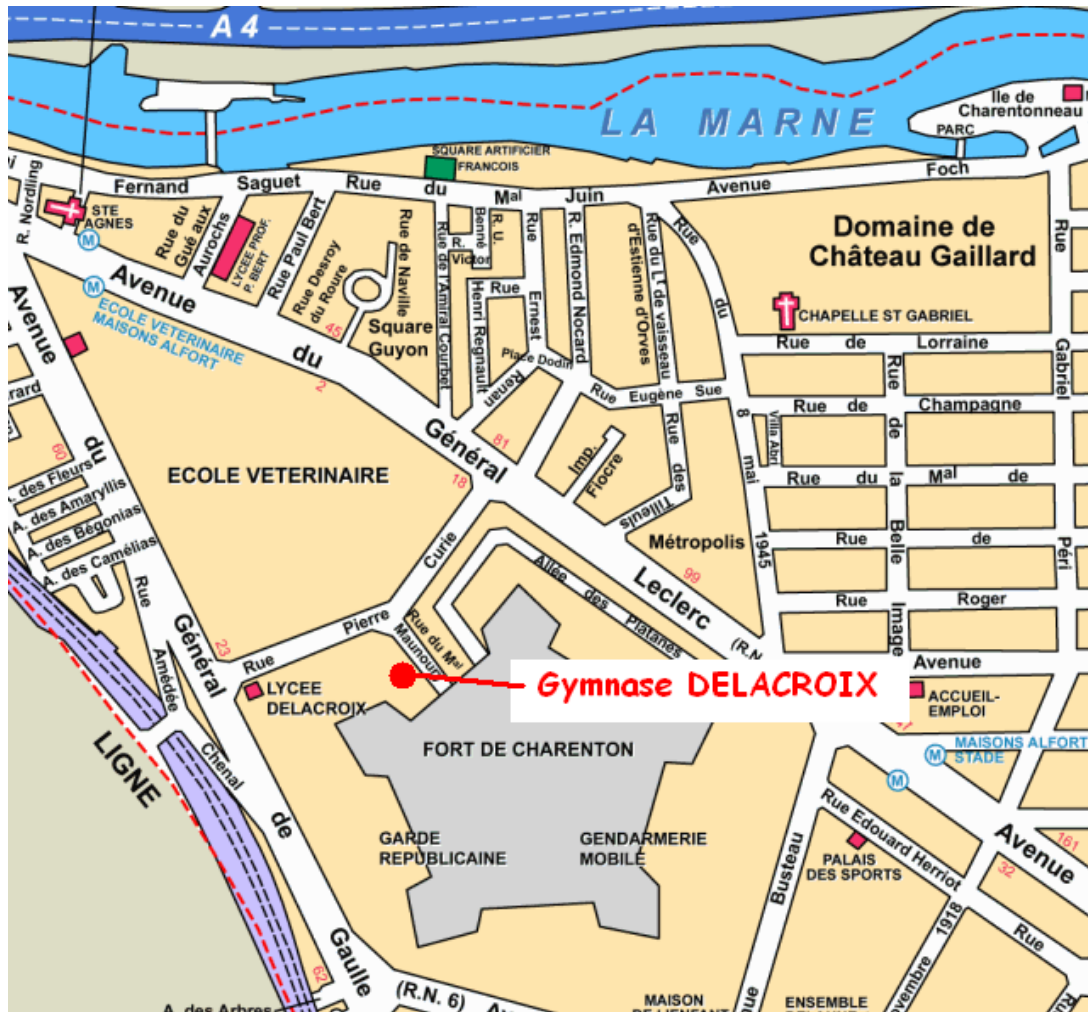 A 4
LA MARNE
Ile de
Charentonneau
PARC
SQUARE ARTIFICIER
FRANCOIS
R. Nordling
STE
AGNES
Fernand Saguet
Rue du Mal Juin
Avenue Foch
Rue du
Gué aux
Aurochs
LYCEE PROF.
P. BERT
Rue Paul Bert
Rue Desroy
du Roure
Rue de Naville
Square
Guyon
Rue de l'Amiral Courbet
R.
Victor
Benné
R. U.
Henri Regnault
Rue
Rue Ernest
Renan
Place Dodin
R. Edmond Nocard
Rue du Lt de vaisseau
d'Estienne d'Orves
Rue Eugène Sue
Rue du
8 mai 1945
Domaine de
Château Gaillard
CHAPELLE ST GABRIEL
Rue de Lorraine
Rue de Champagne
Villa Abri
Rue du Mal de
Rue de
Rue Roger
Avenue
Rue de la Belle Image
Rue Gabriel Péri
M
M
ECOLE VETERINAIRE
MAISONS ALFORT
Avenue du Général Leclerc
(R.N.
45
2
81
18
99
60
23
62
41
161
32
ECOLE VETERINAIRE
Imp.
Fiocre
Rue des
Tilleuls
Métropolis
Avenue du Général de Gaulle
(R.N. 6)
A. des Fleurs
A. des Amaryllis
A. des Bégonias
A. des Camélias
Rue Amédée Chenal
LIGNE
Rue Pierre Curie
Rue du Mal
Maunoury
Allée des Platanes
LYCEE
DELACROIX
Gymnase DELACROIX
FORT DE CHARENTON
GARDE
REPUBLICAINE
GENDARMERIE
MOBILE
ACCUEIL-
EMPLOI
M
MAISONS ALFORT
STADE
M
Avenue
Rue Edouard Herriot
Rue
PALAIS
DES SPORTS
Busteau
1918
A. des Arbres
MAISON
ENSEMBLE